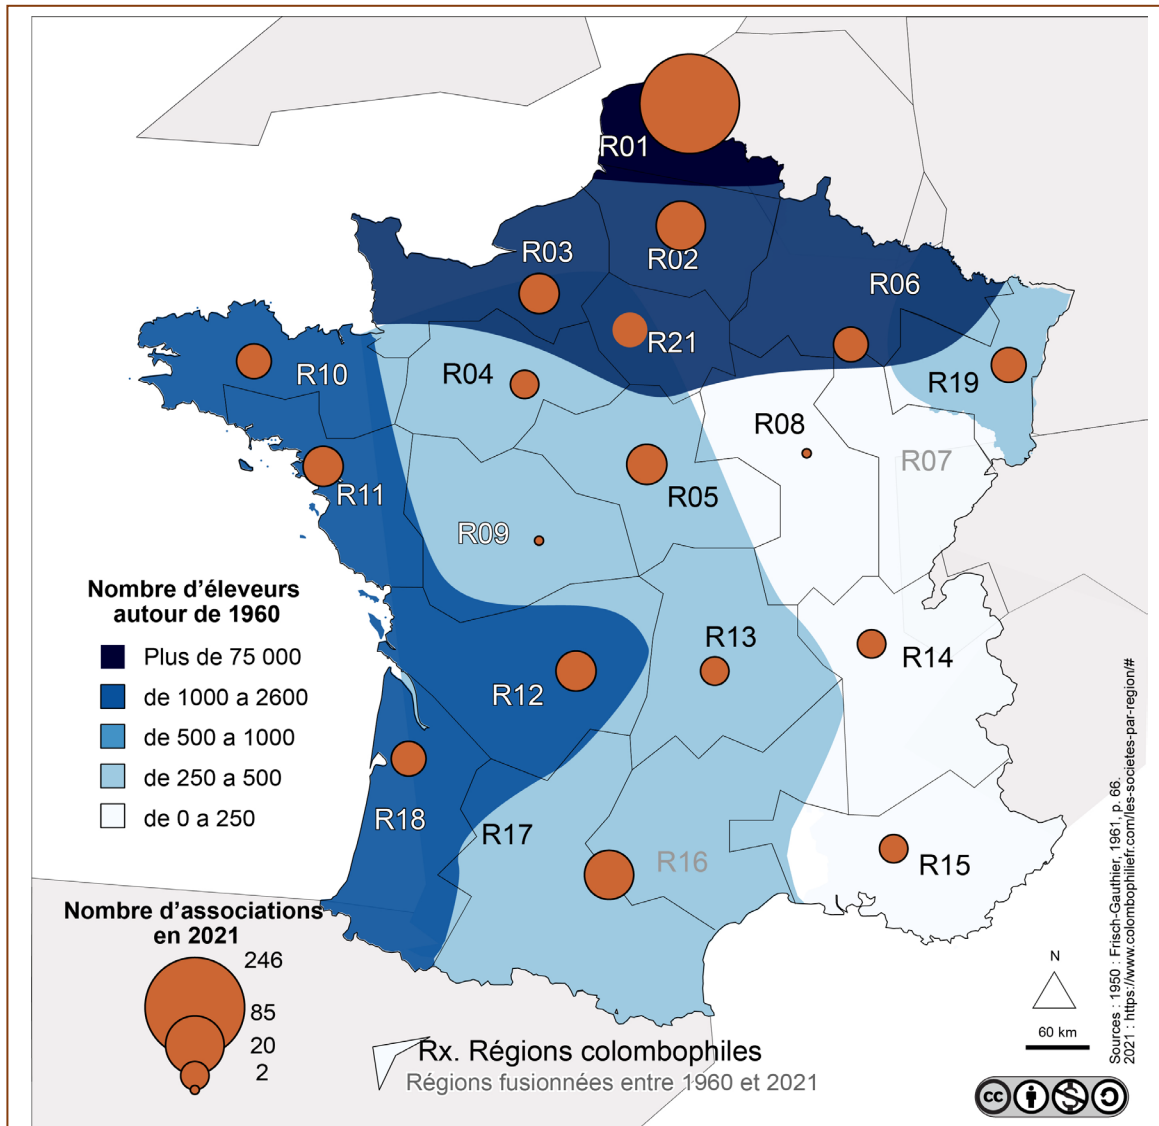 R01
R03
R02
R06
R21
R10
R04
R19
R08
R07
R11
R05
R09
Nombre d'éleveurs
autour de 1960
Plus de 75 000
de 1000 a 2600
de 500 a 1000
de 250 a 500
de 0 a 250
R13
R14
R12
R18
R17
R16
R15
Nombre d'associations
en 2021
246
85
20
2
Rx. Régions colombophiles
Régions fusionnées entre 1960 et 2021
N
60 km
Sources : 1950 : Frisch-Gauthier, 1961, p. 66.
2021 : https://www.colombophiliefr.com/les-societes-par-region/#
cc